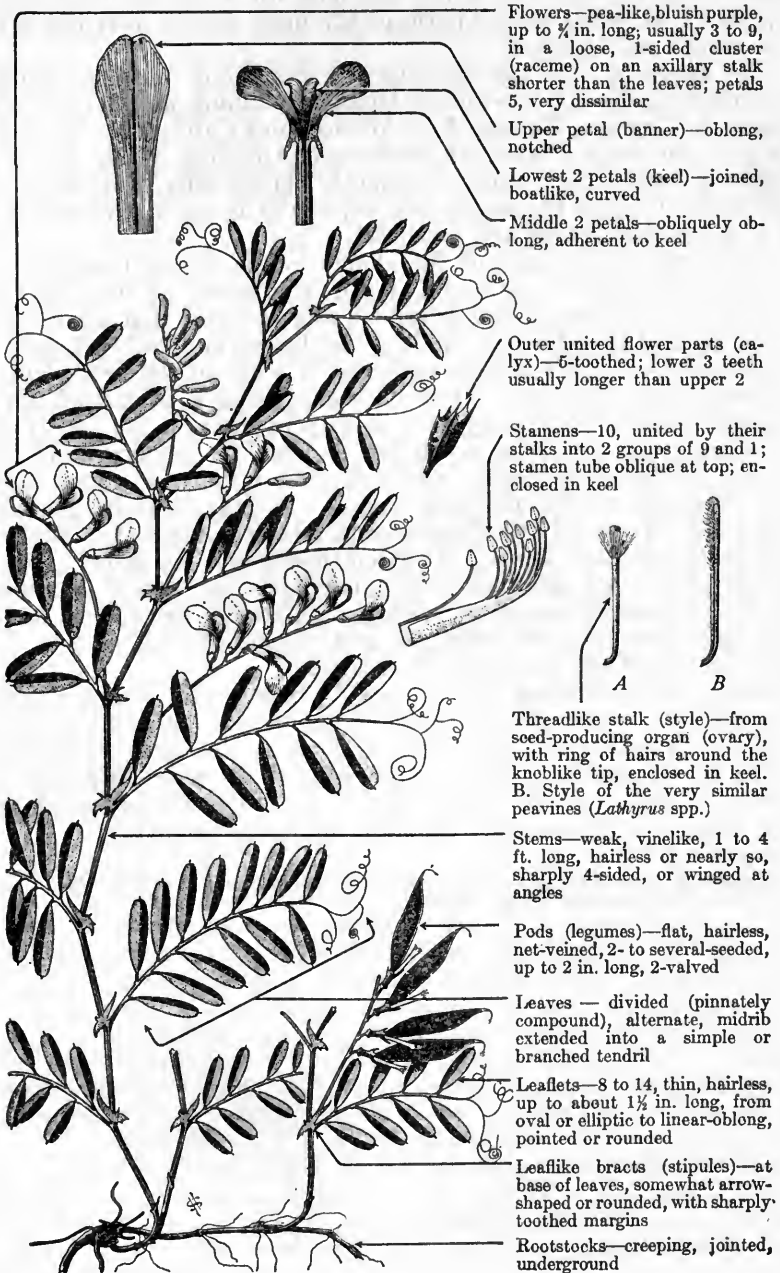 Flowers—pea-like, bluish purple,
up to ¾ in. long; usually 3 to 9,
in a loose, 1-sided cluster
(raceme) on an axillary stalk
shorter than the leaves; petals
5, very dissimilar
Upper petal (banner)—oblong,
notched
Lowest 2 petals (keel)—joined,
boatlike, curved
Middle 2 petals—obliquely ob-
long, adherent to keel
Outer united flower parts (ca-
lyx)—5-toothed; lower 3 teeth
usually longer than upper 2
Stamens—10, united by their
stalks into 2 groups of 9 and 1;
stamen tube oblique at top; en-
closed in keel
A B
Threadlike stalk (style)—from
seed-producing organ (ovary),
with ring of hairs around the
knoblike tip, enclosed in keel.
B. Style of the very similar
peavines (Lathyrus spp.)
Stems—weak, vinelike, 1 to 4
ft. long, hairless or nearly so,
sharply 4-sided, or winged at
angles
Pods (legumes)—flat, hairless,
net-veined, 2- to several-seeded,
up to 2 in. long, 2-valved
Leaves — divided (pinnately
compound), alternate, midrib
extended into a simple or
branched tendril
Leaflets—8 to 14, thin, hairless,
up to about 1½ in. long, from
oval or elliptic to linear-oblong,
pointed or rounded
Leaflike bracts (stipules)—at
base of leaves, somewhat arrow-
shaped or rounded, with sharply
toothed margins
Rootstocks—creeping, jointed,
underground